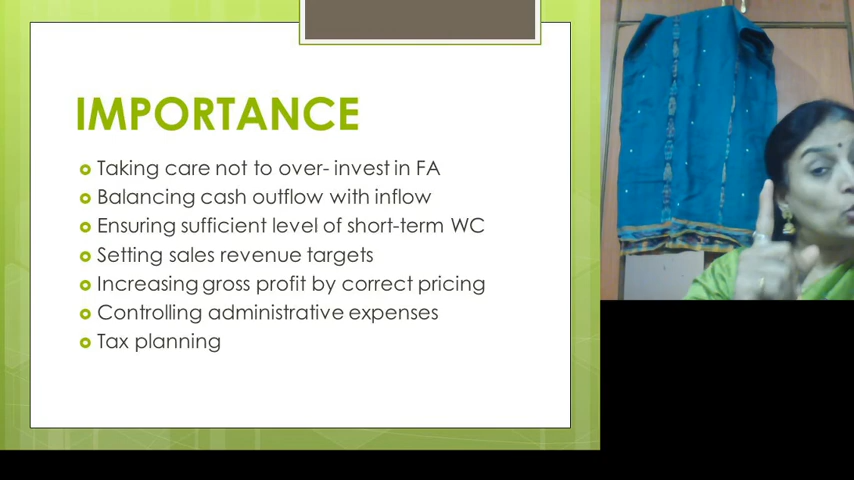 IMPORTANCE
Taking care not to over- invest in FA
Balancing cash outflow with inflow
Ensuring sufficient level of short-term WC
Setting sales revenue targets
Increasing gross profit by correct pricing
Controlling administrative expenses
Tax planning